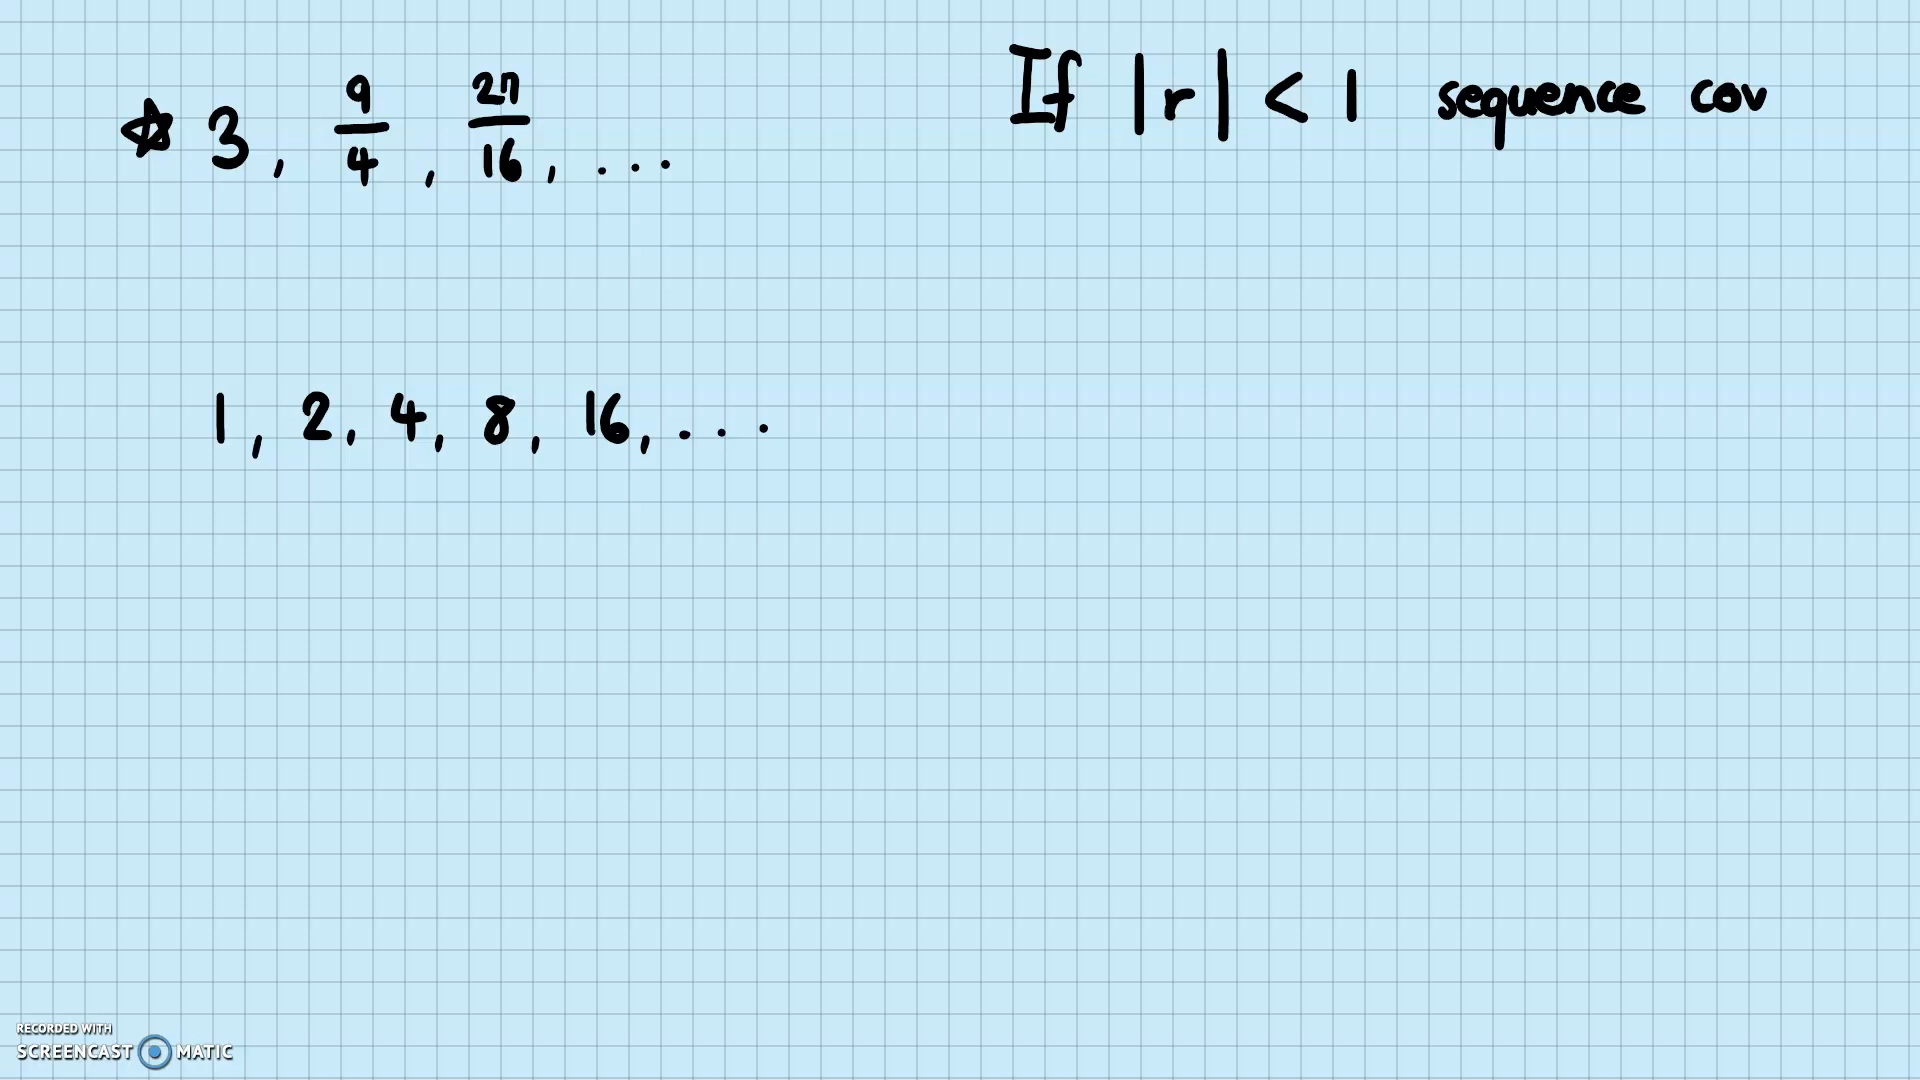 ☆ 3, 9/4, 27/16, ...
If |r| < 1 sequence cov
1, 2, 4, 8, 16, ...
RECORDED WITH
SCREENCAST MATIC